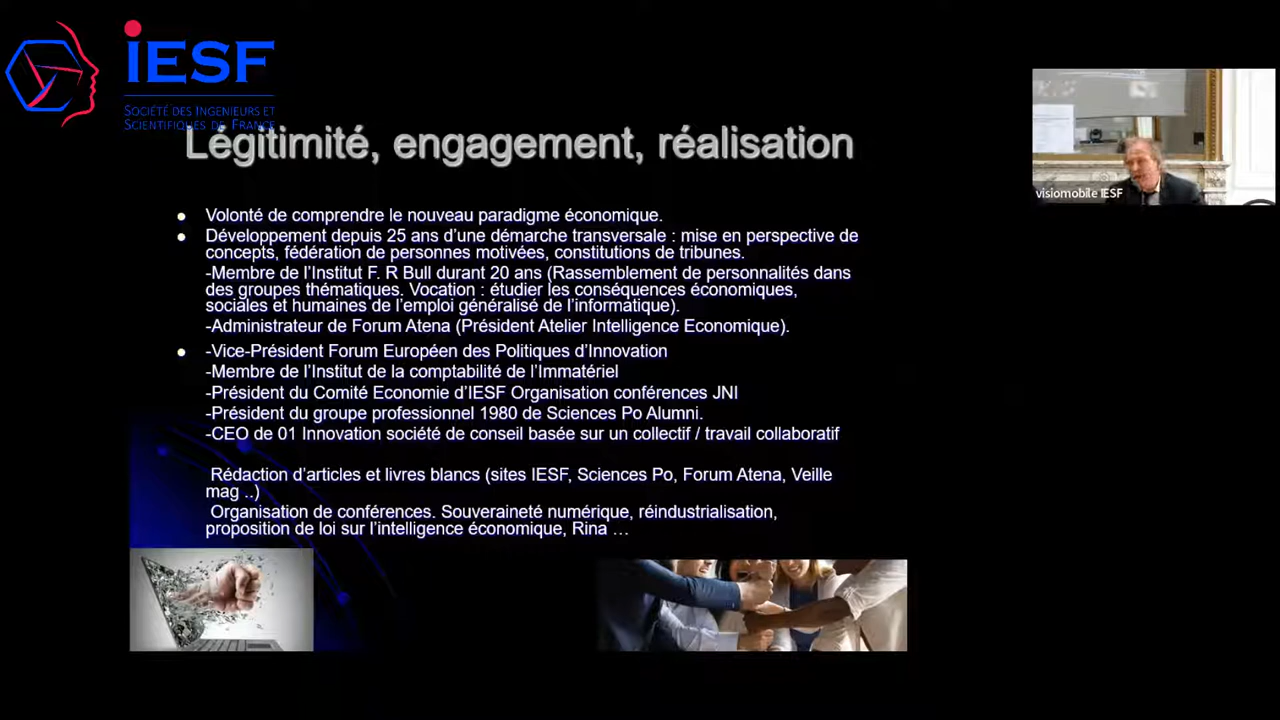 iESF
SOCIÉTÉ DES INGENIEURS ET
SCIENTIFIQUES DE FRANCE
Légitimité, engagement, réalisation
Volonté de comprendre le nouveau paradigme économique.
Développement depuis 25 ans d’une démarche transversale : mise en perspective de
concepts, fédération de personnes motivées, constitutions de tribunes.
-Membre de l’Institut F. R Bull durant 20 ans (Rassemblement de personnalités dans
des groupes thématiques. Vocation : étudier les conséquences économiques,
sociales et humaines de l’emploi généralisé de l’informatique).
-Administrateur de Forum Atena (Président Atelier Intelligence Economique).
-Vice-Président Forum Européen des Politiques d’Innovation
-Membre de l’Institut de la comptabilité de l’Immatériel
-Président du Comité Economie d’IESF Organisation conférences JNI
-Président du groupe professionnel 1980 de Sciences Po Alumni.
-CEO de 01 Innovation société de conseil basée sur un collectif / travail collaboratif
Rédaction d’articles et livres blancs (sites IESF, Sciences Po, Forum Atena, Veille
mag ..)
Organisation de conférences. Souveraineté numérique, réindustrialisation,
proposition de loi sur l’intelligence économique, Rina …
visiomobile IESF